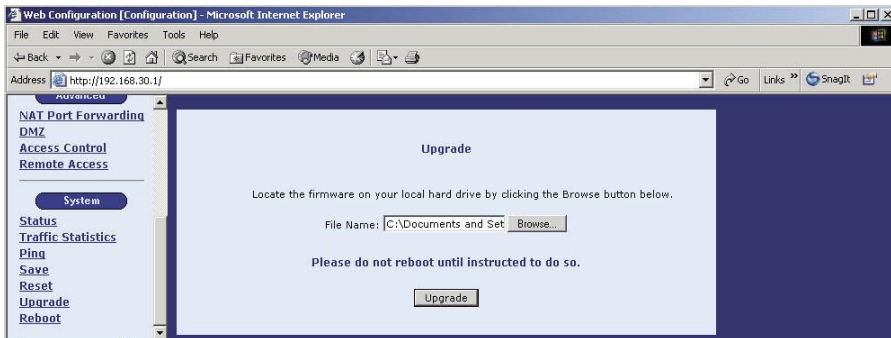 Web Configuration [Configuration] - Microsoft Internet Explorer
File Edit View Favorites Tools Help
Back Search Favorites Media
Address http://192.168.30.1/ Go Links » SnagIt
Advanced
NAT Port Forwarding
DMZ
Access Control
Remote Access
System
Status
Traffic Statistics
Ping
Save
Reset
Upgrade
Reboot
Upgrade
Locate the firmware on your local hard drive by clicking the Browse button below.
File Name: C:\Documents and Set Browse...
Please do not reboot until instructed to do so.
Upgrade